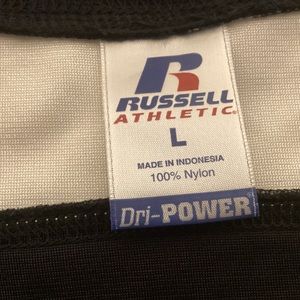 R
RUSSELL
ATHLETIC®
L
MADE IN INDONESIA
100% Nylon
Dri-POWER®